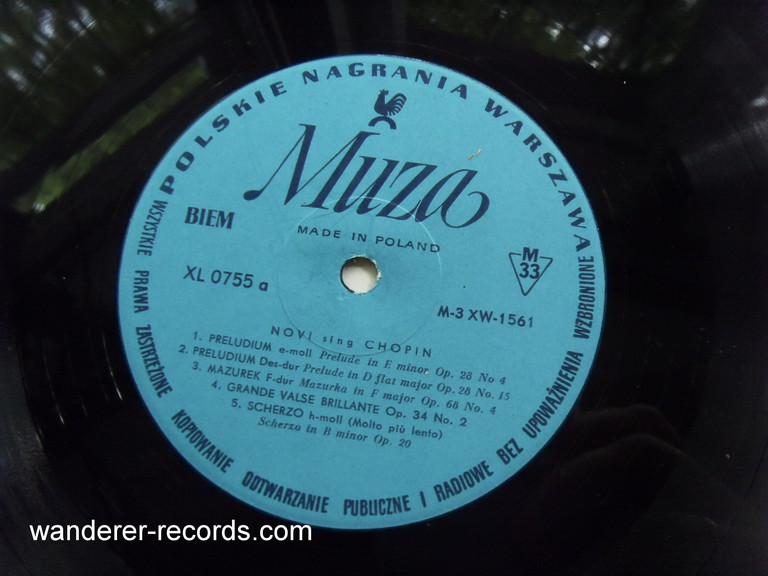 POLSKIE NAGRANIA WARSZAWA
Muza
MADE IN POLAND
BIEM
XL 0755 a
M
33
M-3 XW-1561
NOVI sing CHOPIN
1. PRELUDIUM e-moll Prelude in E minor Op. 28 No 4
2. PRELUDIUM Des-dur Prelude in D flat major Op. 28 No. 15
3. MAZUREK F-dur Mazurka in F major Op. 68 No. 4
4. GRANDE VALSE BRILLANTE Op. 34 No. 2
5. SCHERZO h-moll (Molto più lento)
Scherzo in B minor Op. 20
WSZYSTKIE PRAWA ZASTRZEŻONE KOPIOWANIE ODTWARZANIE PUBLICZNE I RADIOWE BEZ UPOWAŻNIENIA WZBRONIONE
wanderer-records.com